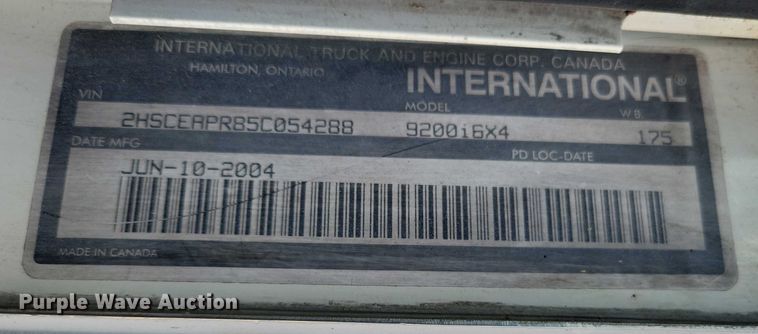 INTERNATIONAL TRUCK AND ENGINE CORP. CANADA
HAMILTON, ONTARIO
INTERNATIONAL®
VIN MODEL W.B.
2HSCEAPR85C054288 9200i6X4 175
DATE MFG PD LOC-DATE
JUN-10-2004
MADE IN CANADA
Purple Wave Auction